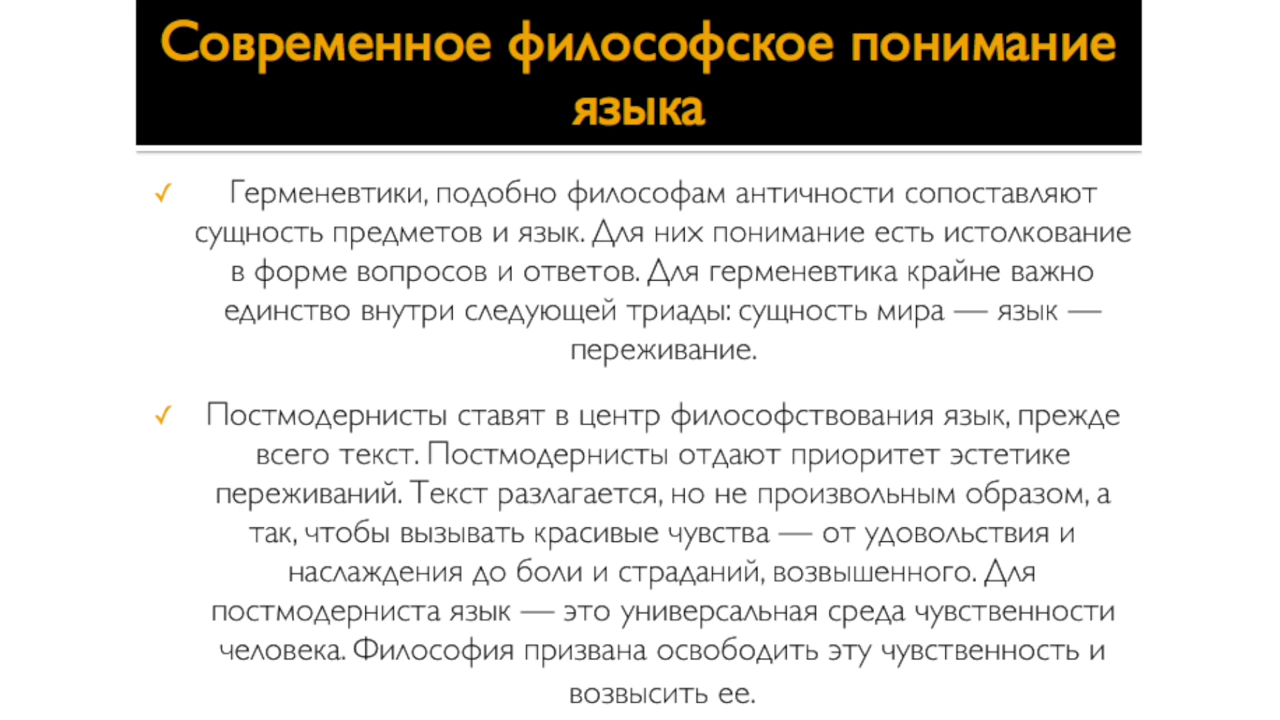 Современное философское понимание
языка
✓ Герменевтики, подобно философам античности сопоставляют
сущность предметов и язык. Для них понимание есть истолкование
в форме вопросов и ответов. Для герменевтика крайне важно
единство внутри следующей триады: сущность мира — язык —
переживание.
✓ Постмодернисты ставят в центр философствования язык, прежде
всего текст. Постмодернисты отдают приоритет эстетике
переживаний. Текст разлагается, но не произвольным образом, а
так, чтобы вызывать красивые чувства — от удовольствия и
наслаждения до боли и страданий, возвышенного. Для
постмодерниста язык — это универсальная среда чувственности
человека. Философия призвана освободить эту чувственность и
возвысить ее.